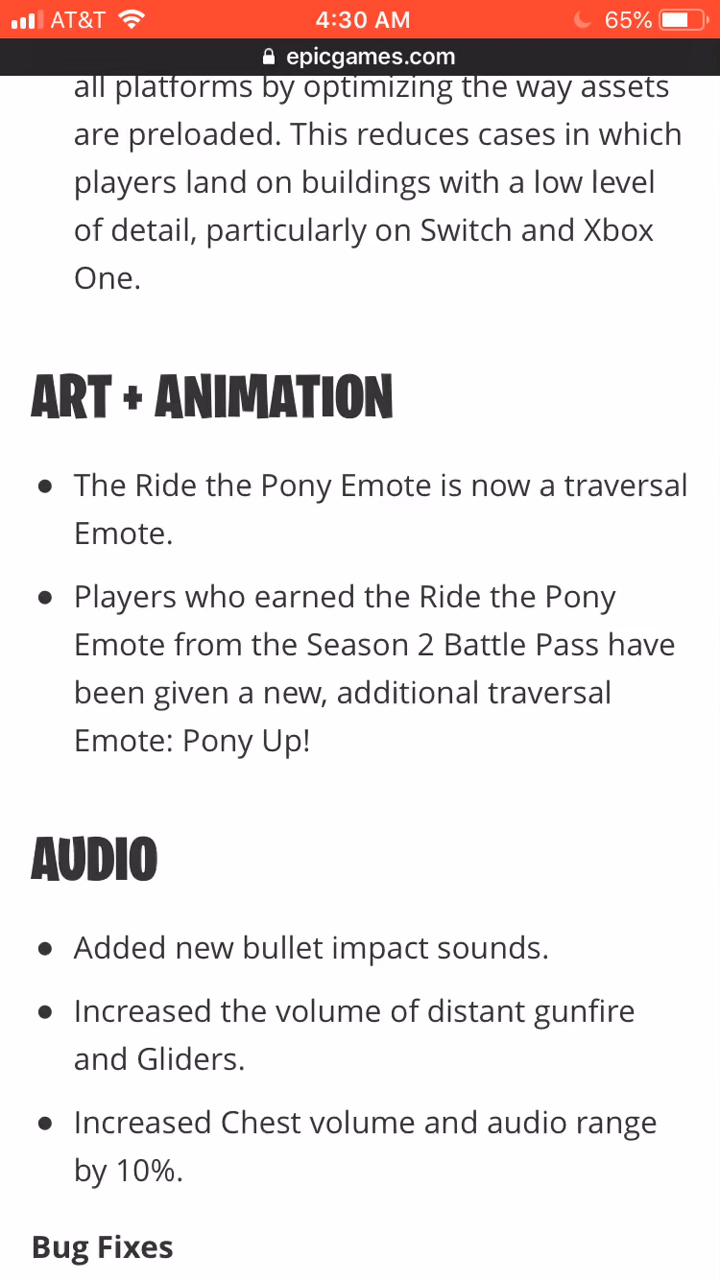 AT&T 4:30 AM 65%
epicgames.com
all platforms by optimizing the way assets
are preloaded. This reduces cases in which
players land on buildings with a low level
of detail, particularly on Switch and Xbox
One.
ART + ANIMATION
• The Ride the Pony Emote is now a traversal
Emote.
• Players who earned the Ride the Pony
Emote from the Season 2 Battle Pass have
been given a new, additional traversal
Emote: Pony Up!
AUDIO
• Added new bullet impact sounds.
• Increased the volume of distant gunfire
and Gliders.
• Increased Chest volume and audio range
by 10%.
Bug Fixes